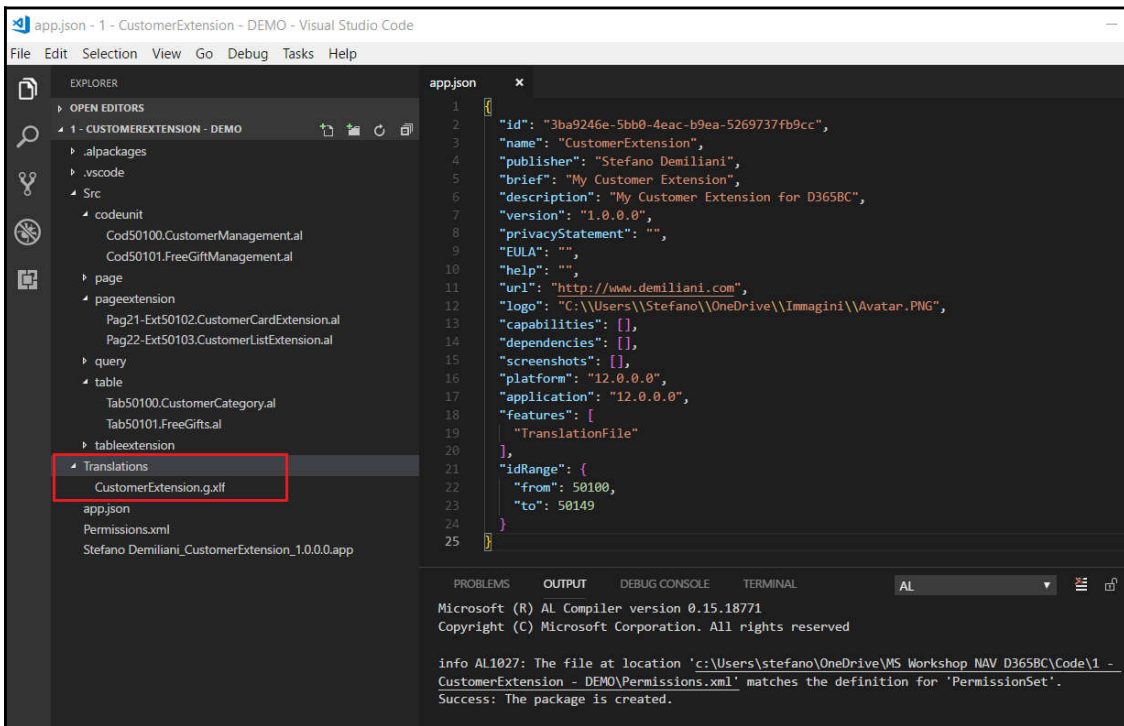 app.json - 1 - CustomerExtension - DEMO - Visual Studio Code
File Edit Selection View Go Debug Tasks Help
EXPLORER
OPEN EDITORS
1 - CUSTOMEREXTENSION - DEMO
.alpackages
.vscode
Src
codeunit
Cod50100.CustomerManagement.al
Cod50101.FreeGiftManagement.al
page
pageextension
Pag21-Ext50102.CustomerCardExtension.al
Pag22-Ext50103.CustomerListExtension.al
query
table
Tab50100.CustomerCategory.al
Tab50101.FreeGifts.al
tableextension
Translations
CustomerExtension.g.xlf
app.json
Permissions.xml
Stefano Demiliani_CustomerExtension_1.0.0.0.app
app.json ×
1 {
2 "id": "3ba9246e-5bb0-4eac-b9ea-5269737fb9cc",
3 "name": "CustomerExtension",
4 "publisher": "Stefano Demiliani",
5 "brief": "My Customer Extension",
6 "description": "My Customer Extension for D365BC",
7 "version": "1.0.0.0",
8 "privacyStatement": "",
9 "EULA": "",
10 "help": "",
11 "url": "http://www.demiliani.com",
12 "logo": "C:\\Users\\Stefano\\OneDrive\\Immagini\\Avatar.PNG",
13 "capabilities": [],
14 "dependencies": [],
15 "screenshots": [],
16 "platform": "12.0.0.0",
17 "application": "12.0.0.0",
18 "features": [
19 "TranslationFile"
20 ],
21 "idRange": {
22 "from": 50100,
23 "to": 50149
24 }
25 }
PROBLEMS OUTPUT DEBUG CONSOLE TERMINAL AL
Microsoft (R) AL Compiler version 0.15.18771
Copyright (C) Microsoft Corporation. All rights reserved
info AL1027: The file at location 'c:\Users\stefano\OneDrive\MS Workshop NAV D365BC\Code\1 -
CustomerExtension - DEMO\Permissions.xml' matches the definition for 'PermissionSet'.
Success: The package is created.